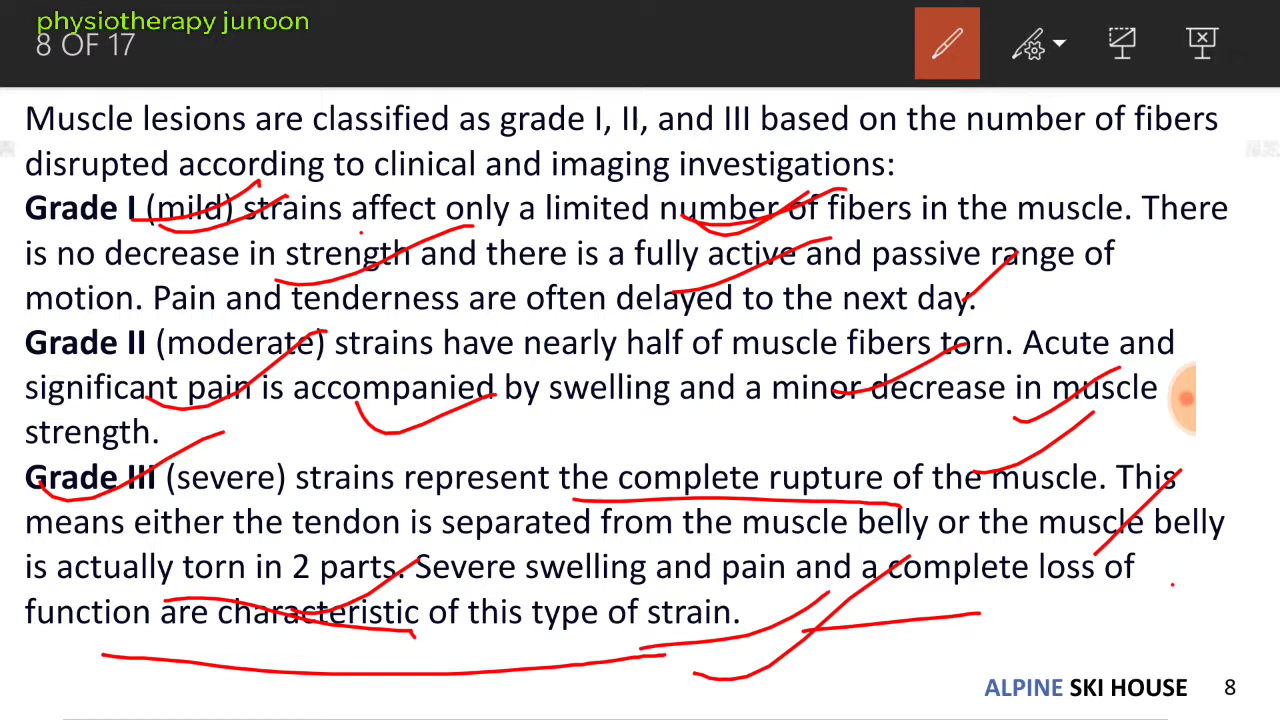 physiotherapy junoon
8 OF 17
Muscle lesions are classified as grade I, II, and III based on the number of fibers
disrupted according to clinical and imaging investigations:
Grade I (mild) strains affect only a limited number of fibers in the muscle. There
is no decrease in strength and there is a fully active and passive range of
motion. Pain and tenderness are often delayed to the next day.
Grade II (moderate) strains have nearly half of muscle fibers torn. Acute and
significant pain is accompanied by swelling and a minor decrease in muscle
strength.
Grade III (severe) strains represent the complete rupture of the muscle. This
means either the tendon is separated from the muscle belly or the muscle belly
is actually torn in 2 parts. Severe swelling and pain and a complete loss of
function are characteristic of this type of strain.
ALPINE SKI HOUSE 8